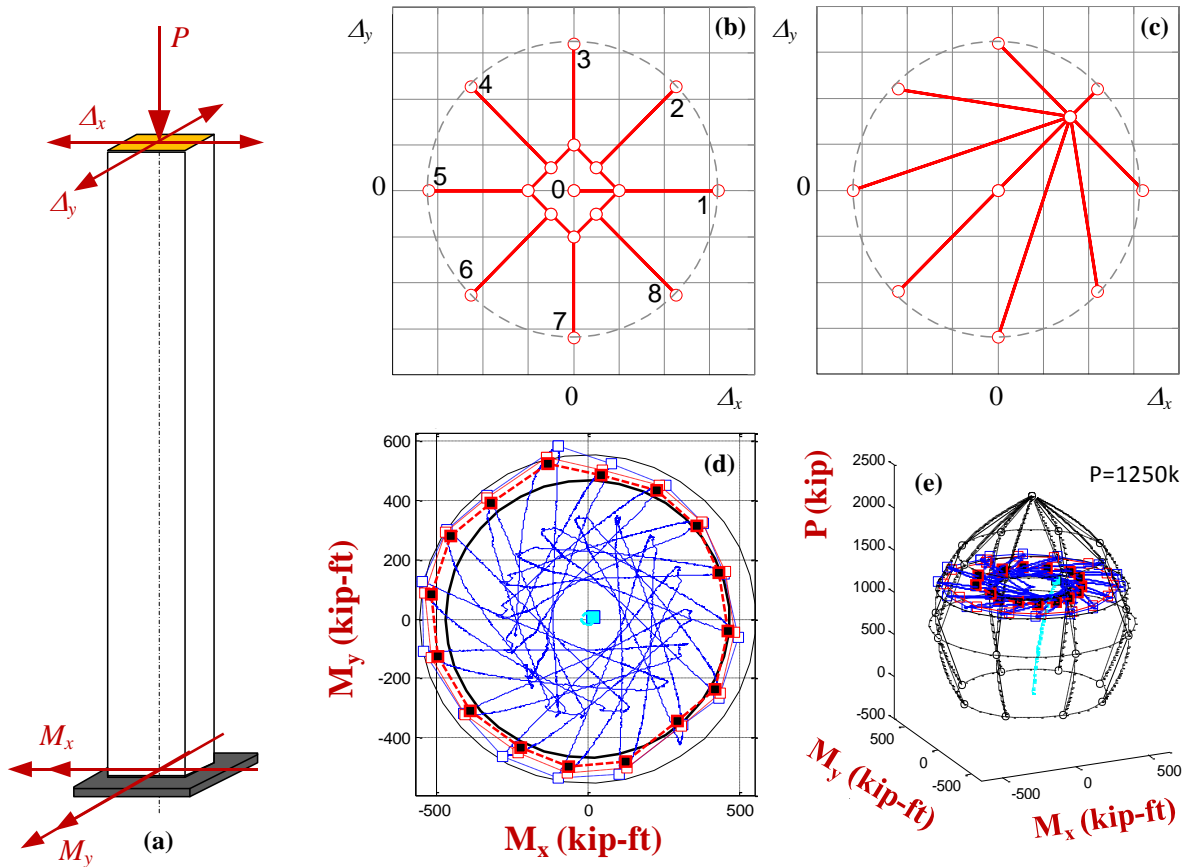 P
Δx
Δy
Mx
My
(a)
Δy
(b)
3
4
2
5
0
0
1
6
8
7
0
Δx
Δy
(c)
0
0
Δx
600
(d)
400
200
0
-200
-400
-500
0
500
My (kip-ft)
Mx (kip-ft)
2500
(e)
P=1250k
2000
1500
1000
500
0
-500
P (kip)
500
0
-500
-500
0
500
My (kip-ft)
Mx (kip-ft)